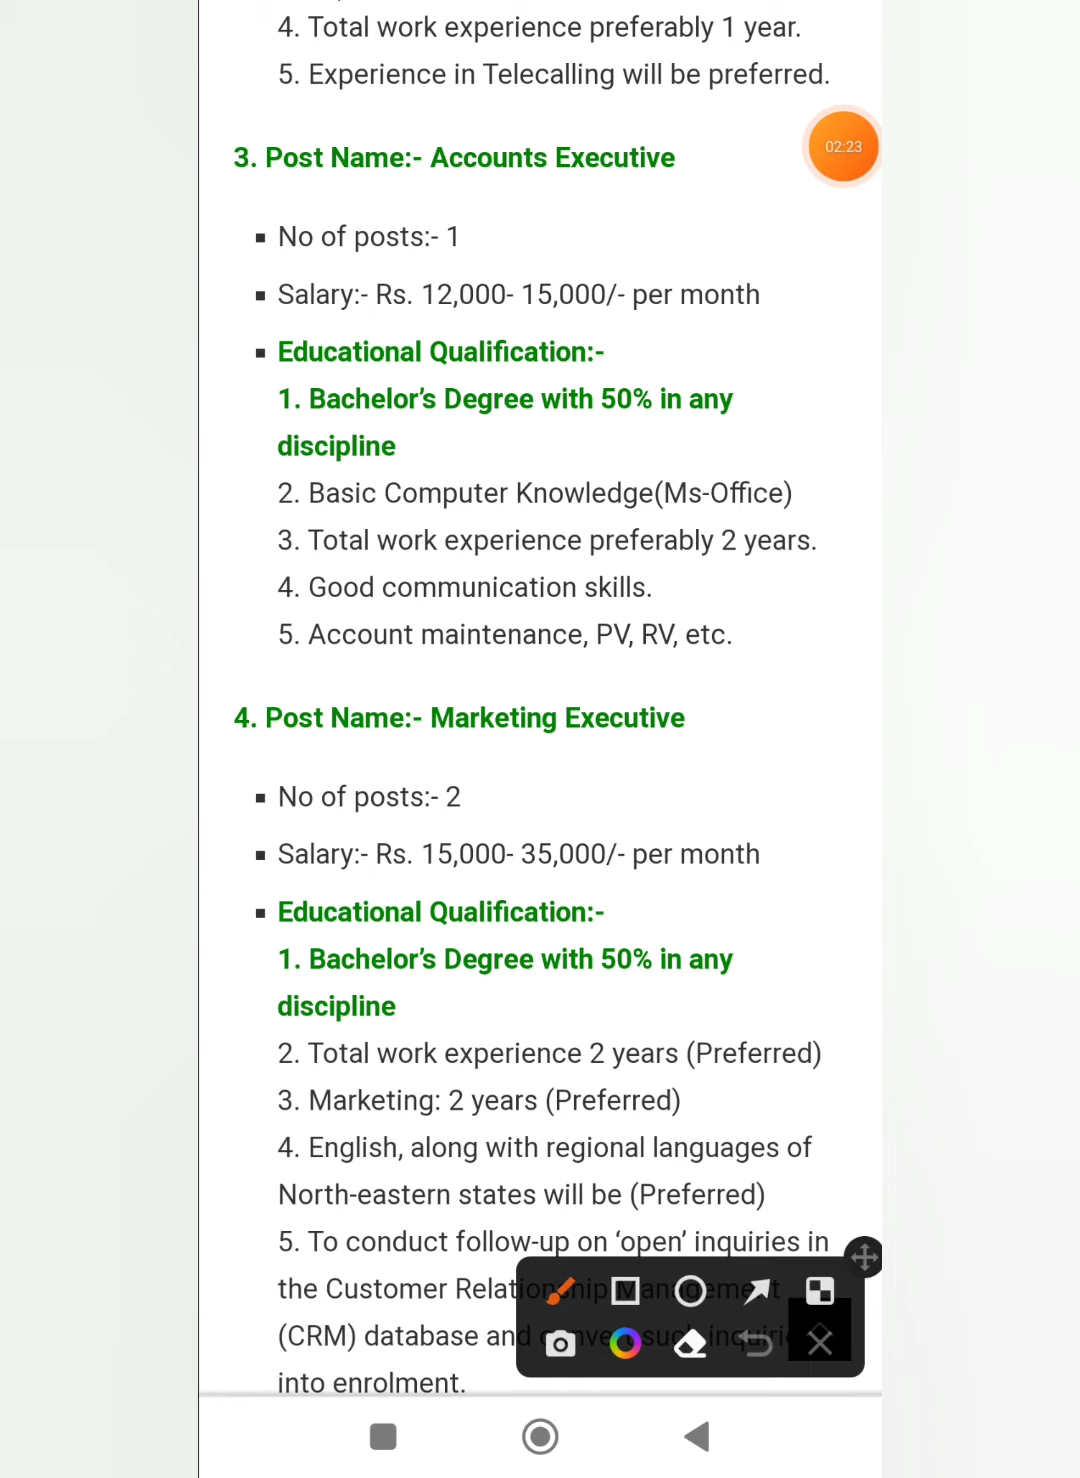 4. Total work experience preferably 1 year.
5. Experience in Telecalling will be preferred.
3. Post Name:- Accounts Executive
02:23
▪ No of posts:- 1
▪ Salary:- Rs. 12,000- 15,000/- per month
▪ Educational Qualification:-
1. Bachelor’s Degree with 50% in any
discipline
2. Basic Computer Knowledge(Ms-Office)
3. Total work experience preferably 2 years.
4. Good communication skills.
5. Account maintenance, PV, RV, etc.
4. Post Name:- Marketing Executive
▪ No of posts:- 2
▪ Salary:- Rs. 15,000- 35,000/- per month
▪ Educational Qualification:-
1. Bachelor’s Degree with 50% in any
discipline
2. Total work experience 2 years (Preferred)
3. Marketing: 2 years (Preferred)
4. English, along with regional languages of
North-eastern states will be (Preferred)
5. To conduct follow-up on ‘open’ inquiries in
the Customer Relationship Management
(CRM) database and such
into enrolment.